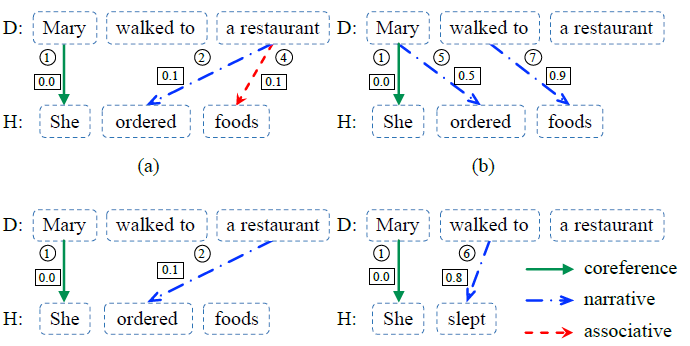 D: Mary walked to a restaurant
① ② ④
0.0 0.1 0.1
H: She ordered foods
(a)
D: Mary walked to a restaurant
① ⑤ ⑦
0.0 0.5 0.9
H: She ordered foods
(b)
D: Mary walked to a restaurant
① ②
0.0 0.1
H: She ordered foods
D: Mary walked to a restaurant
① ⑥
0.0 0.8
H: She slept
coreference
narrative
associative